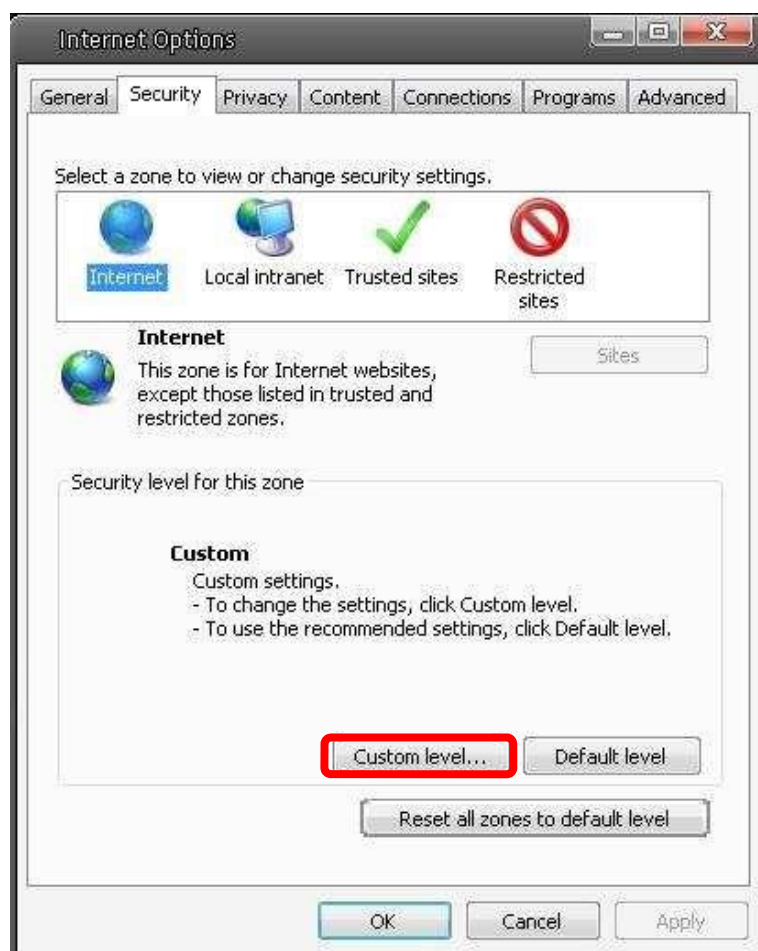 Internet Options
General Security Privacy Content Connections Programs Advanced
Select a zone to view or change security settings.
Internet Local intranet Trusted sites Restricted sites
Internet
This zone is for Internet websites,
except those listed in trusted and
restricted zones.
Sites
Security level for this zone
Custom
Custom settings.
- To change the settings, click Custom level.
- To use the recommended settings, click Default level.
Custom level... Default level
Reset all zones to default level
OK Cancel Apply